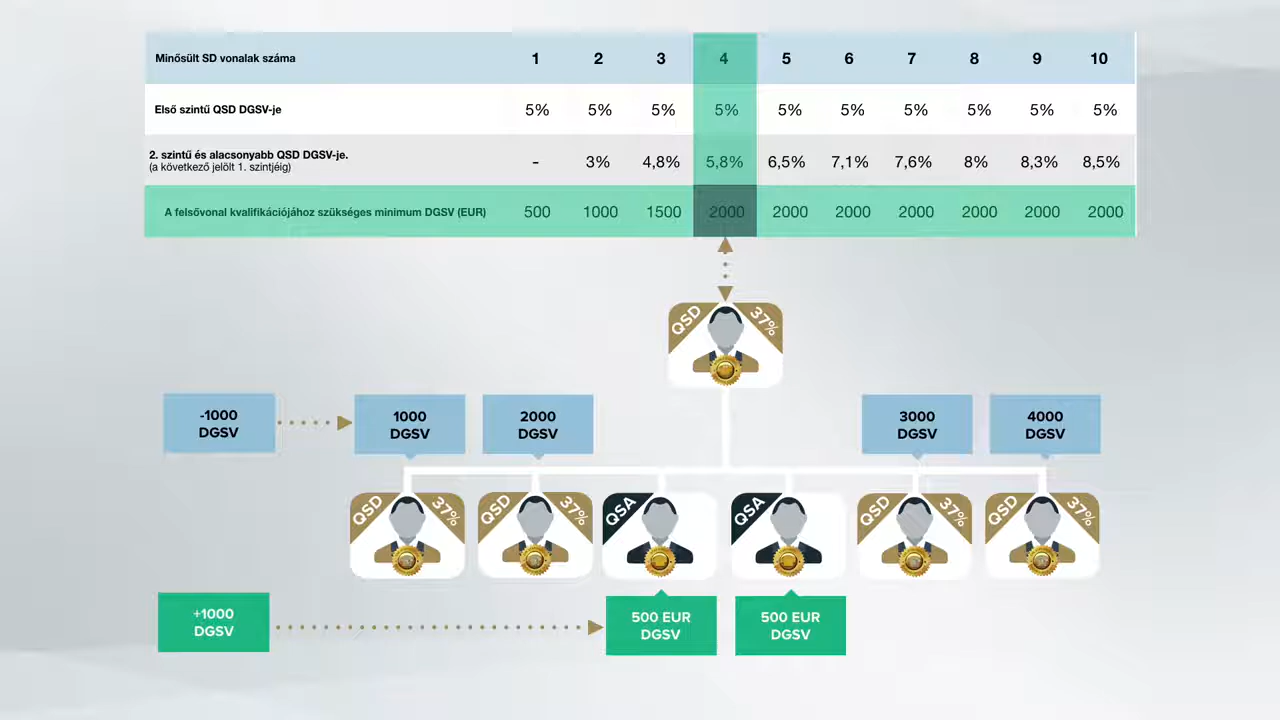 Minősült SD vonalak száma 1 2 3 4 5 6 7 8 9 10
Első szintű QSD DGSV-je 5% 5% 5% 5% 5% 5% 5% 5% 5% 5%
2. szintű és alacsonyabb QSD DGSV-je.
(a következő jelölt 1. szintjéig) - 3% 4,8% 5,8% 6,5% 7,1% 7,6% 8% 8,3% 8,5%
A felsővonal kvalifikációjához szükséges minimum DGSV (EUR) 500 1000 1500 2000 2000 2000 2000 2000 2000 2000
QSD 37%
-1000
DGSV
1000
DGSV
2000
DGSV
3000
DGSV
4000
DGSV
QSD 37%
QSD 37%
QSA
QSA
QSD 37%
QSD 37%
+1000
DGSV
500 EUR
DGSV
500 EUR
DGSV